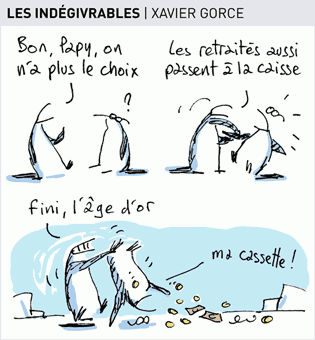 LES INDÉGIVRABLES | XAVIER GORCE
Bon, Papy, on
n'a plus le choix
?
Les retraités aussi
passent à la caisse
fini, l'âge d'or
ma cassette !